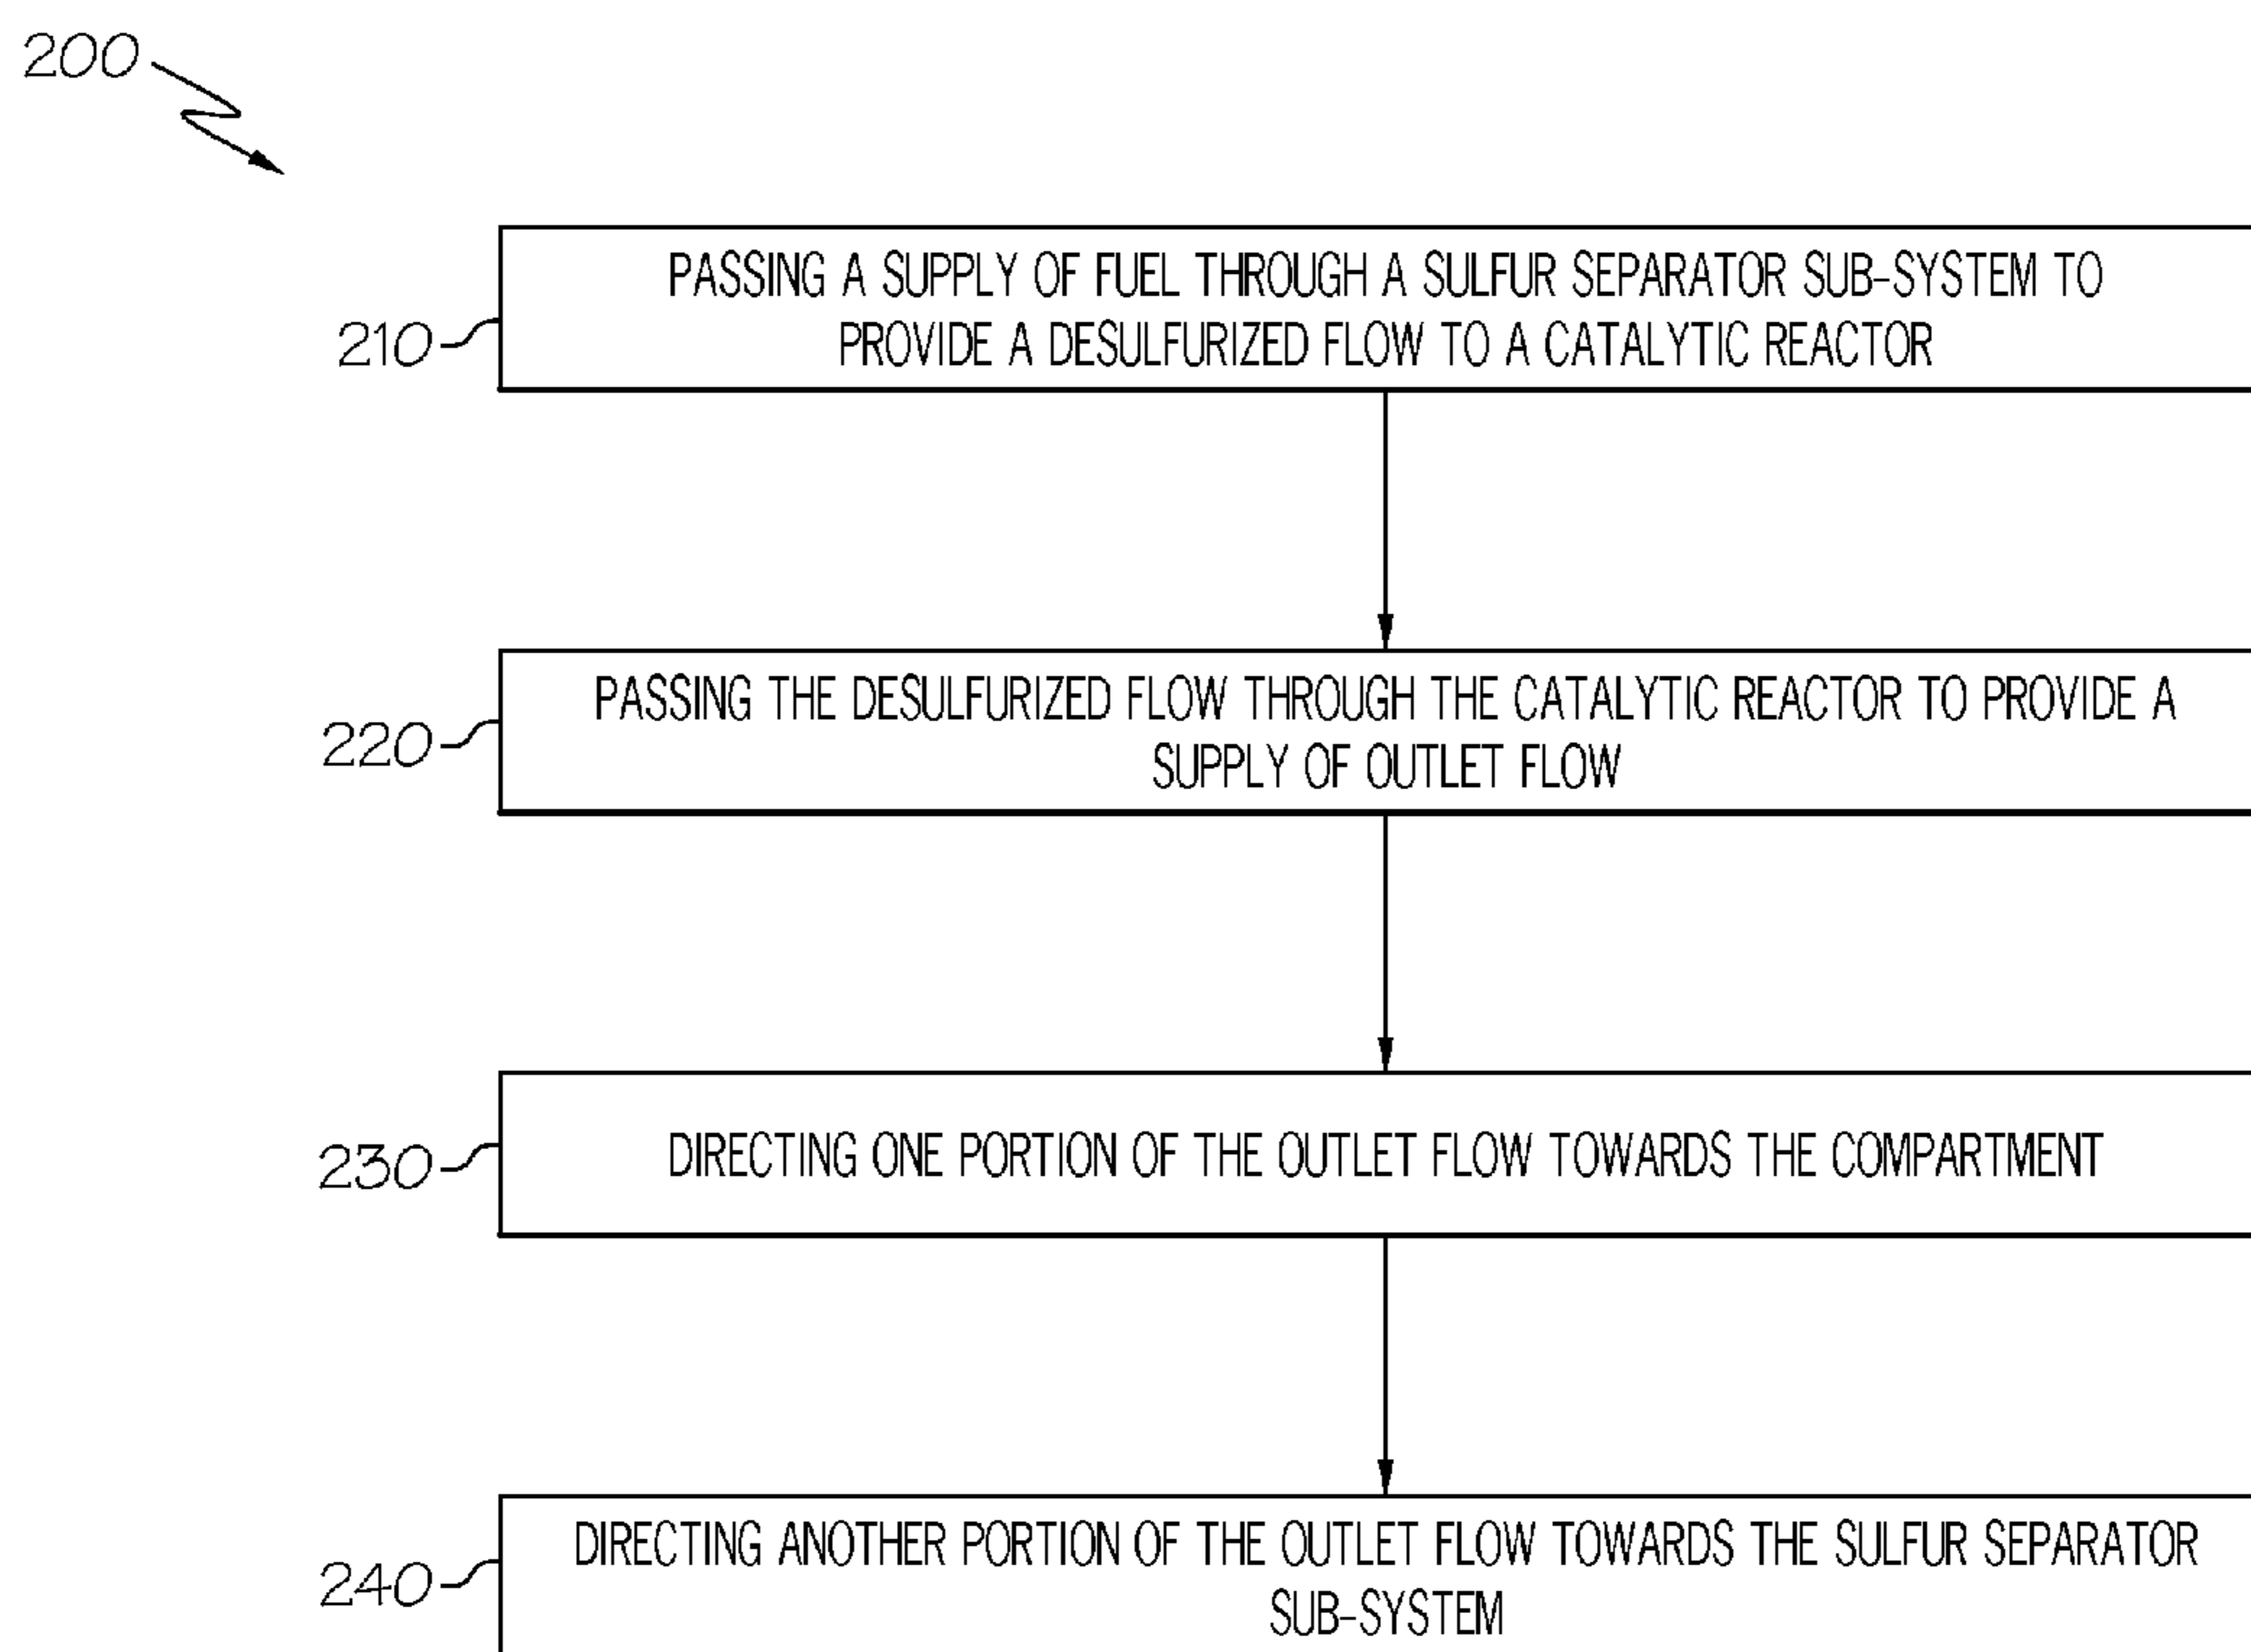 200
PASSING A SUPPLY OF FUEL THROUGH A SULFUR SEPARATOR SUB-SYSTEM TO
PROVIDE A DESULFURIZED FLOW TO A CATALYTIC REACTOR
210
PASSING THE DESULFURIZED FLOW THROUGH THE CATALYTIC REACTOR TO PROVIDE A
SUPPLY OF OUTLET FLOW
220
DIRECTING ONE PORTION OF THE OUTLET FLOW TOWARDS THE COMPARTMENT
230
DIRECTING ANOTHER PORTION OF THE OUTLET FLOW TOWARDS THE SULFUR SEPARATOR
SUB-SYSTEM
240